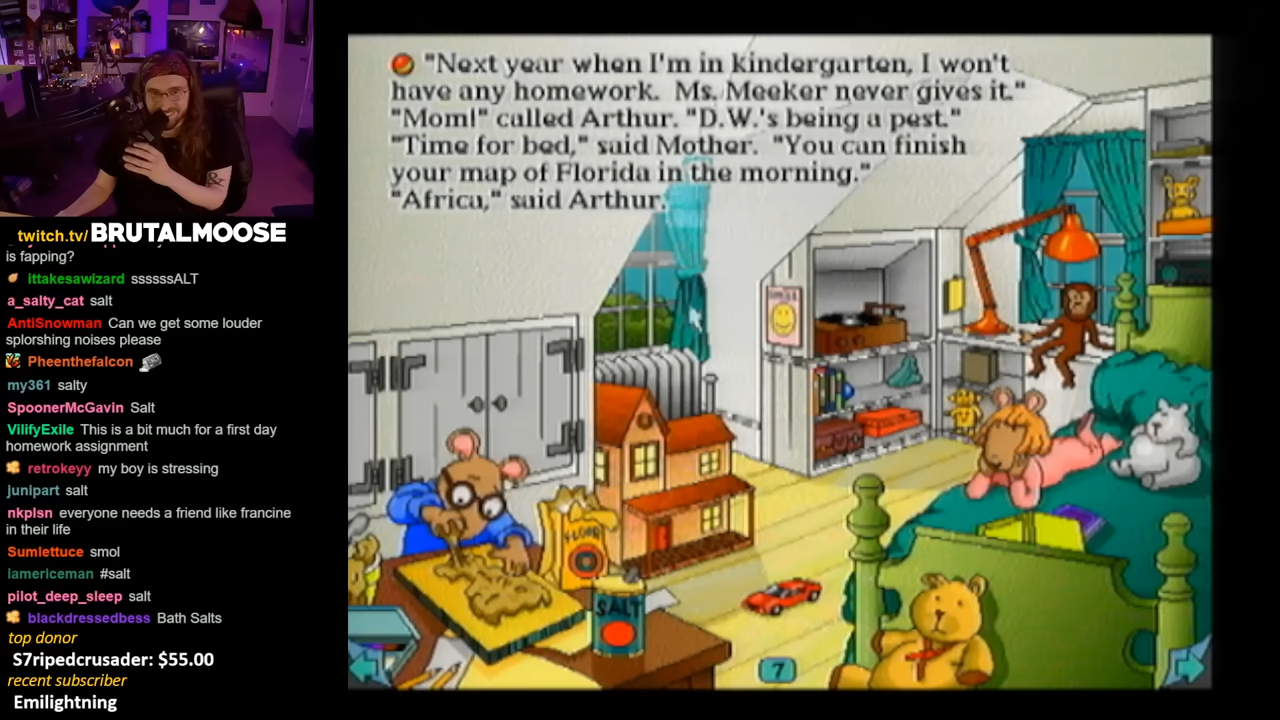 "Next year when I'm in kindergarten, I won't
have any homework. Ms. Meeker never gives it."
"Mom!" called Arthur. "D.W.'s being a pest."
"Time for bed," said Mother. "You can finish
your map of Florida in the morning."
"Africa," said Arthur.
twitch.tv/BRUTALMOOSE
is fapping?
ittakesawizard ssssssALT
a_salty_cat salt
AntiSnowman Can we get some louder
splorshing noises please
Pheenthefalcon
my361 salty
SpoonerMcGavin Salt
VilifyExile This is a bit much for a first day
homework assignment
retrokeyy my boy is stressing
junipart salt
nkplsn everyone needs a friend like francine
in their life
Sumlettuce smol
iamericeman #salt
pilot_deep_sleep salt
blackdressedbess Bath Salts
top donor
S7ripedcrusader: $55.00
recent subscriber
Emilightning
FLOUR
SALT
7